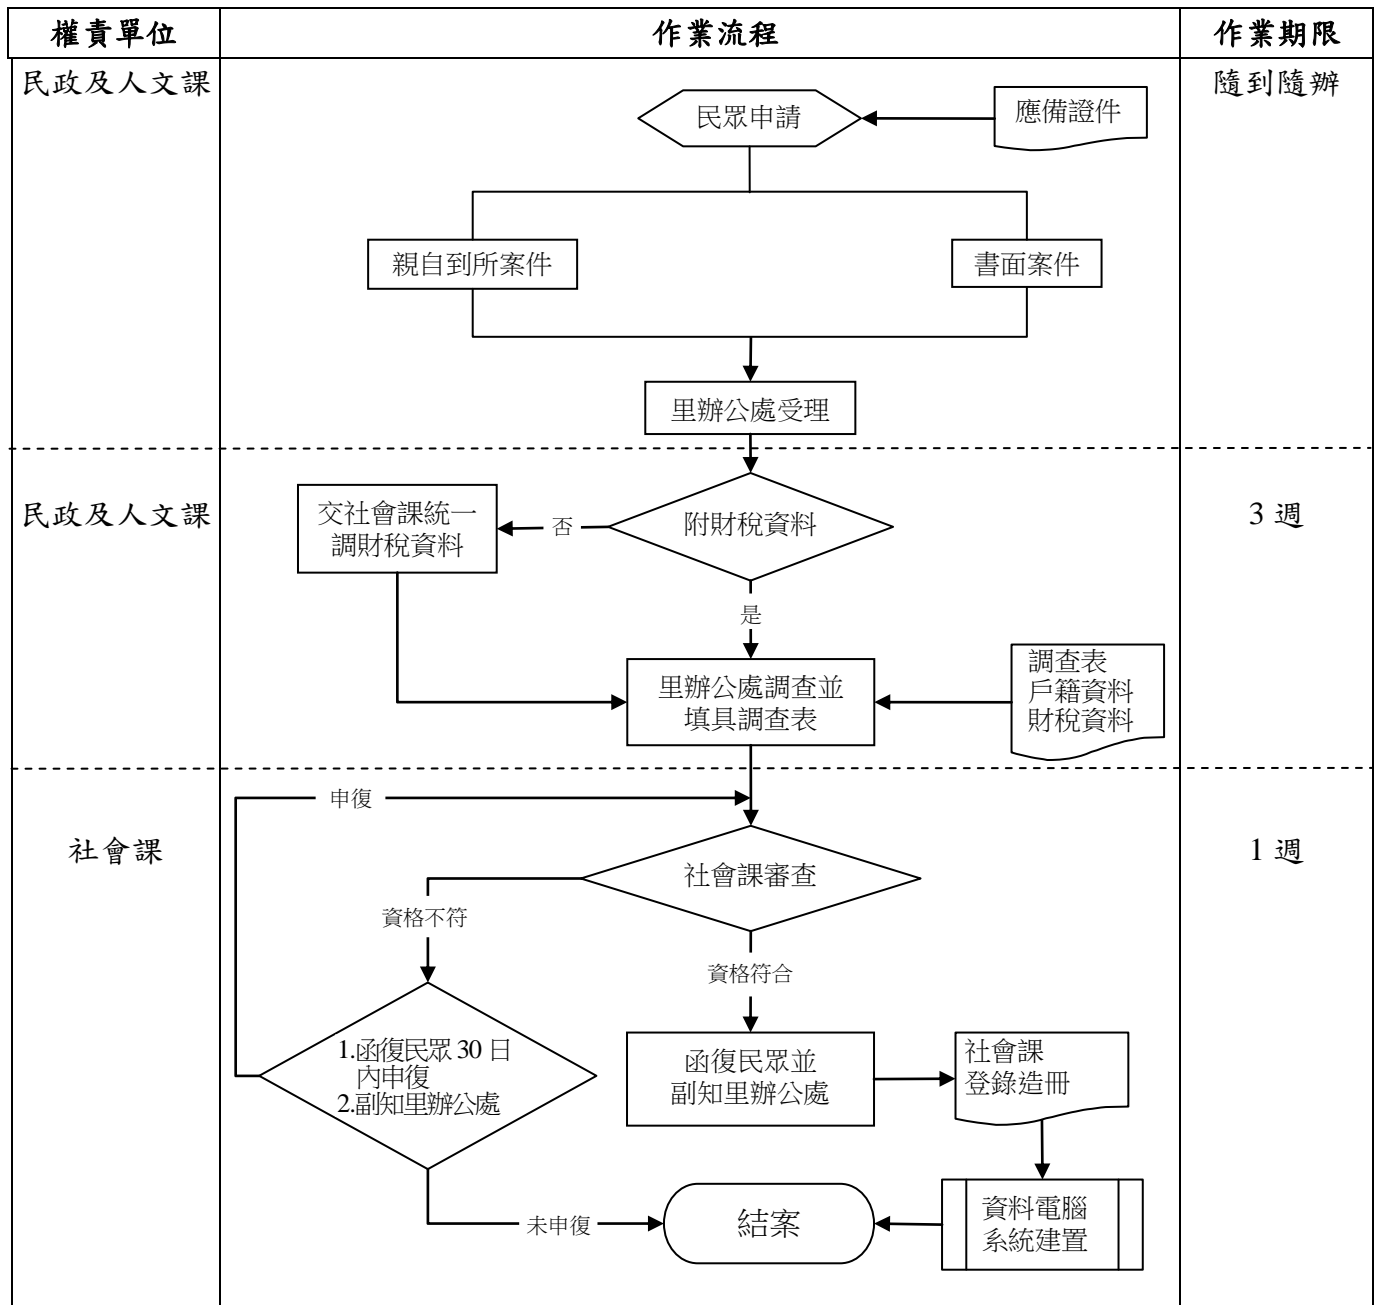 權責單位
作業流程
作業期限
民政及人文課
隨到隨辦
民眾申請
應備證件
親自到所案件
書面案件
里辦公處受理
民政及人文課
3 週
交社會課統一
調財稅資料
否
附財稅資料
是
里辦公處調查並
填具調查表
調查表
戶籍資料
財稅資料
申復
社會課
1 週
社會課審查
資格不符
資格符合
1.函復民眾 30 日
內申復
2.副知里辦公處
函復民眾並
副知里辦公處
社會課
登錄造冊
未申復
結案
資料電腦
系統建置